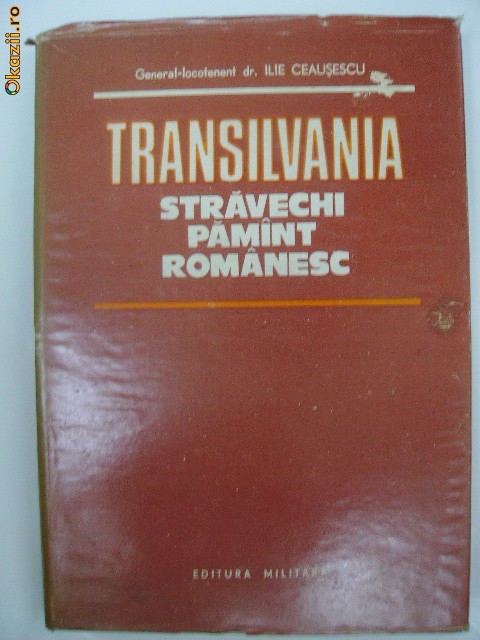 Okazii.ro
General-locotenent dr. ILIE CEAUȘESCU
TRANSILVANIA
STRĂVECHI
PĂMÎNT
ROMÂNESC
EDITURA MILITARĂ